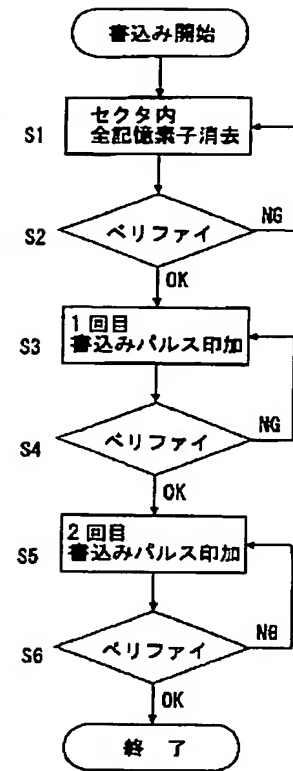 書込み開始
セクタ内
全記憶素子消去
S1
ベリファイ
NG
S2
OK
1回目
書込みパルス印加
S3
ベリファイ
NG
S4
OK
2回目
書込みパルス印加
S5
ベリファイ
NG
S6
OK
終了